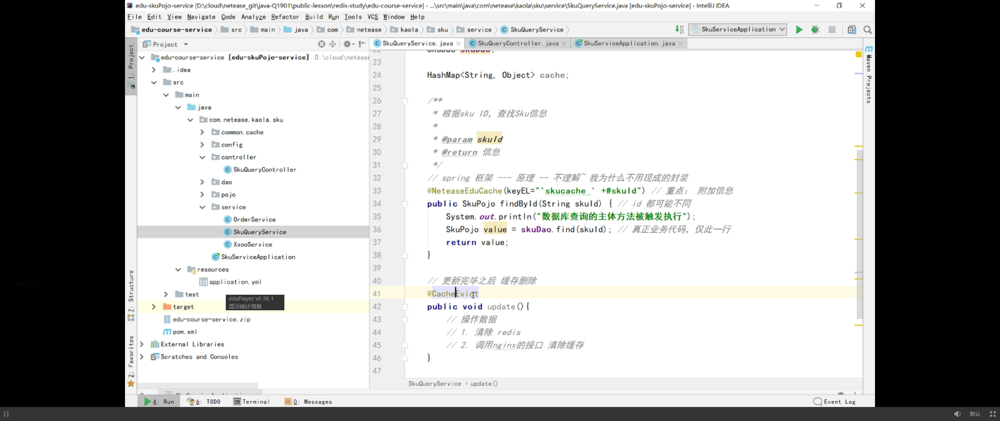 edu-skuPojo-service [D:\cloud\netease_git\java-Q1901\public-lesson\redis-study\edu-course-service] - ...\src\main\java\com\netease\kaola\sku\service\SkuQueryService.java [edu-skuPojo-service] - IntelliJ IDEA
File Edit View Navigate Code Analyze Refactor Build Run Tools VCS Window Help
edu-course-service src main java com netease kaola sku service SkuQueryService SkuServiceApplication
1: Project
Project
SkuQueryService.java SkuQueryController.java SkuServiceApplication.java
edu-course-service [edu-skuPojo-service] D:\cloud\netease
.idea
src
main
java
com.netease.kaola.sku
common.cache
config
controller
SkuQueryController
dao
pojo
service
OrderService
SkuQueryService
XxooService
SkuServiceApplication
resources
application.yml
test
target
edu-course-service.zip
pom.xml
External Libraries
Scratches and Consoles
eduPlayer v0.36.1
显示统计信息
1144701332
7: Structure
2: Favorites
22 SkuDao skuDao;
23
24 HashMap<String, Object> cache;
25
26 /**
27 * 根据sku ID，查找Sku信息
28 *
29 * @param skuId
30 * @return 信息
31 */
32 // spring 框架 --- 原理 -- 不理解~ 我为什么不用现成的封装
33 @NeteaseEduCache(keyEL="'skucache_' +#skuId") // 重点： 附加信息
34 public SkuPojo findById(String skuId) { // id 都可能不同
35 System.out.println("数据库查询的主体方法被触发执行");
36 SkuPojo value = skuDao.find(skuId); // 真正业务代码，仅此一行
37 return value;
38 }
39
40 // 更新完毕之后 缓存删除
41 @CacheEvict
42 public void update(){
43 // 操作数据
44 // 1. 清除 redis
45 // 2. 调用nginx的接口 清除缓存
46 }
47
SkuQueryService › update()
Maven Projects
4: Run 6: TODO Terminal 0: Messages Event Log
默认